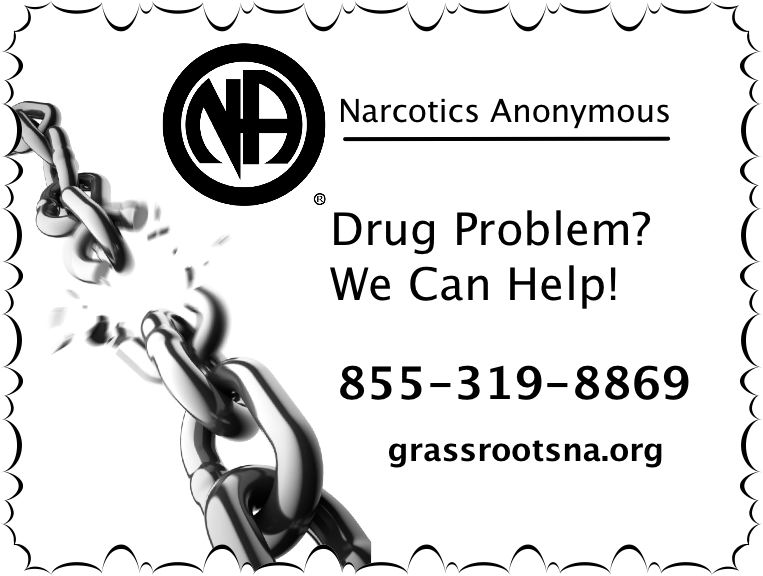 NA
Narcotics Anonymous
®
Drug Problem?
We Can Help!
855-319-8869
grassrootsna.org